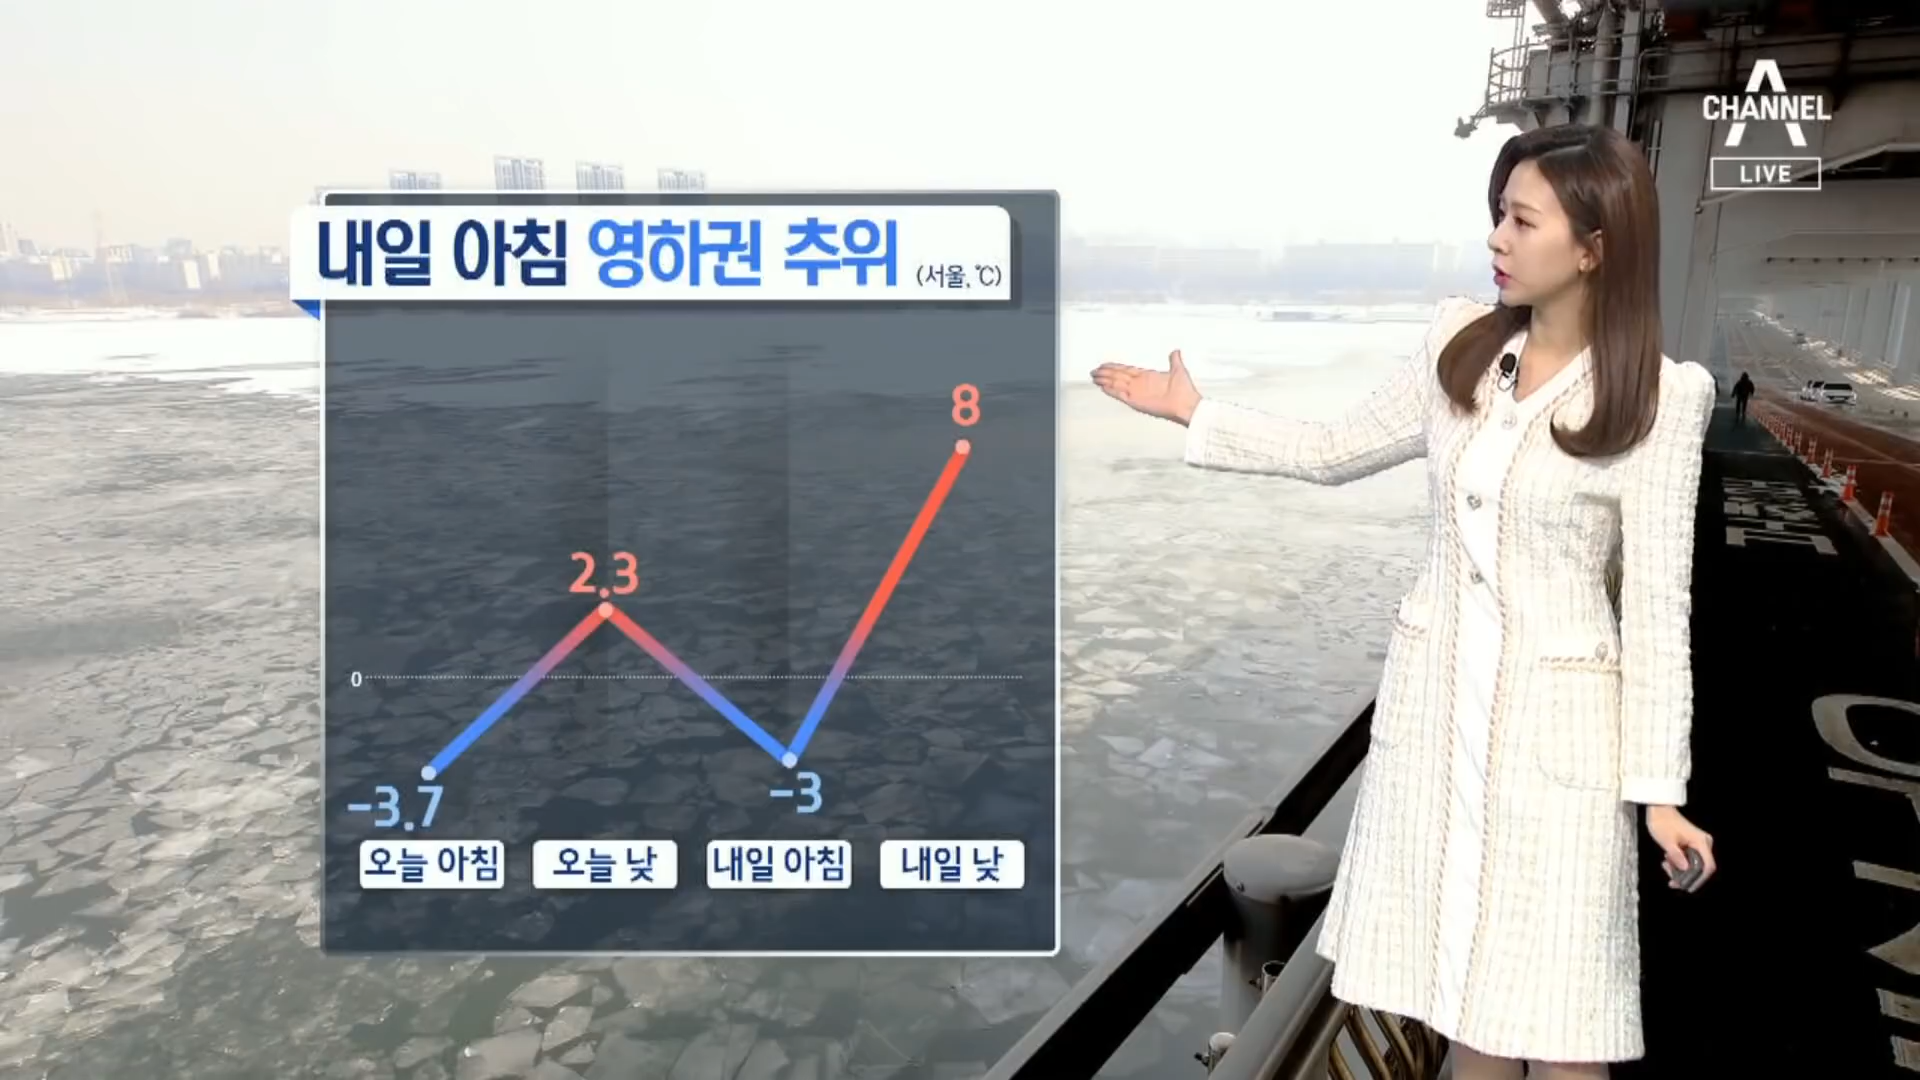 CHANNEL A
LIVE
내일 아침 영하권 추위 (서울, ℃)
8
2.3
0
-3.7
-3
오늘 아침 오늘 낮 내일 아침 내일 낮